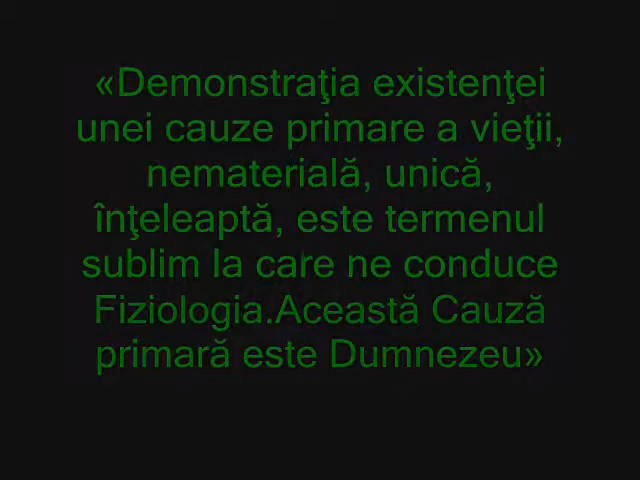 «Demonstraţia existenţei
unei cauze primare a vieţii,
nematerială, unică,
înţeleaptă, este termenul
sublim la care ne conduce
Fiziologia.Această Cauză
primară este Dumnezeu»